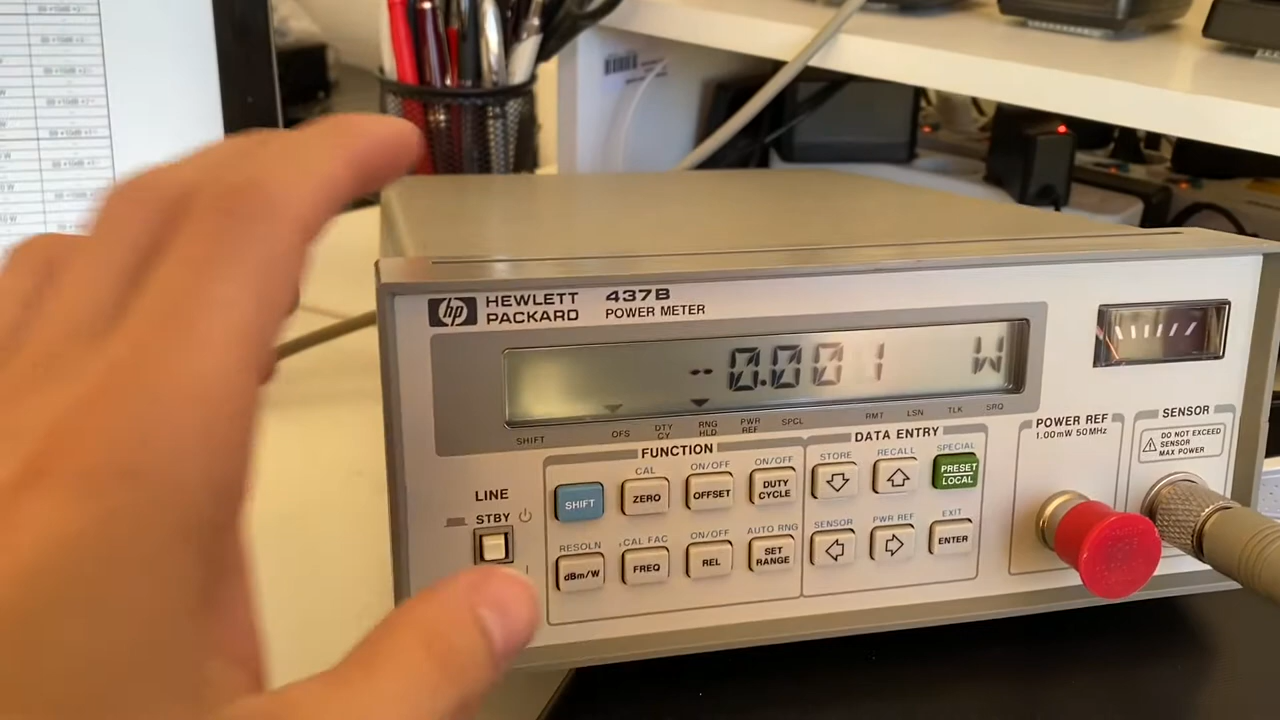 hp HEWLETT PACKARD 437B POWER METER
-0.001 W
SHIFT OFS DTY CY RNG HLD PWR REF SPCL RMT LSN TLK SRQ
LINE
STBY
FUNCTION
CAL ON/OFF ON/OFF
SHIFT ZERO OFFSET DUTY CYCLE
RESOLN CAL FAC ON/OFF AUTO RNG
dBm/W FREQ REL SET RANGE
DATA ENTRY
STORE RECALL SPECIAL
PRESET LOCAL
SENSOR PWR REF EXIT
ENTER
POWER REF
1.00mW 50MHz
SENSOR
DO NOT EXCEED
SENSOR
MAX POWER